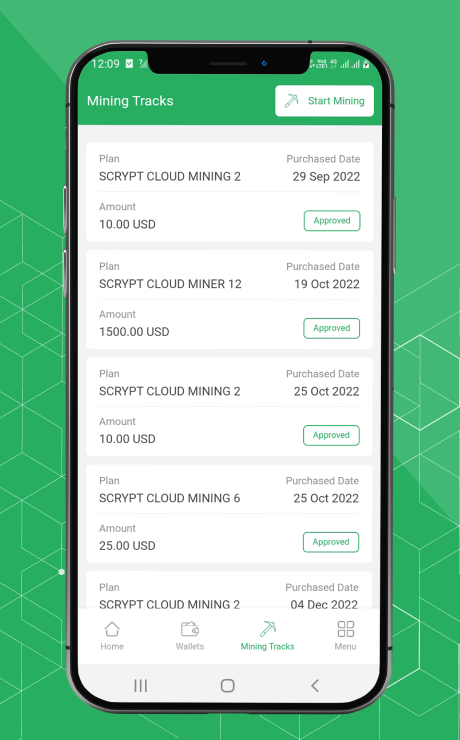 12:09
Mining Tracks
Start Mining
Plan Purchased Date
SCRYPT CLOUD MINING 2 29 Sep 2022
Amount
10.00 USD Approved
Plan Purchased Date
SCRYPT CLOUD MINER 12 19 Oct 2022
Amount
1500.00 USD Approved
Plan Purchased Date
SCRYPT CLOUD MINING 2 25 Oct 2022
Amount
10.00 USD Approved
Plan Purchased Date
SCRYPT CLOUD MINING 6 25 Oct 2022
Amount
25.00 USD Approved
Plan Purchased Date
SCRYPT CLOUD MINING 2 04 Dec 2022
Home Wallets Mining Tracks Menu